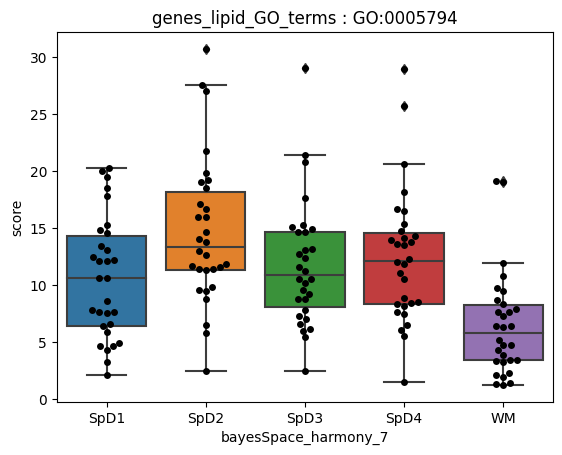 genes_lipid_GO_terms : GO:0005794
30
25
20
15
10
5
0
score
SpD1 SpD2 SpD3 SpD4 WM
bayesSpace_harmony_7